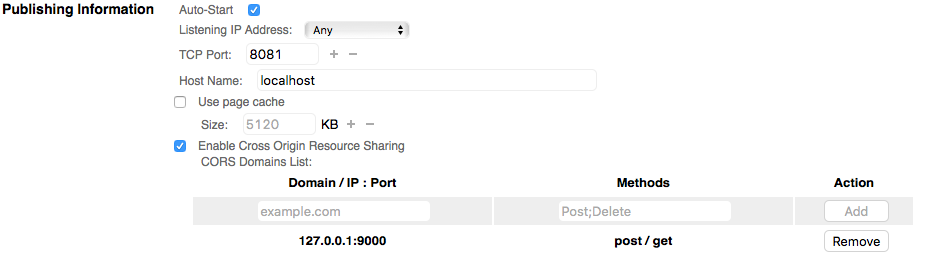 Publishing Information Auto-Start
Listening IP Address: Any
TCP Port: 8081 + −
Host Name: localhost
Use page cache
Size: 5120 KB + −
Enable Cross Origin Resource Sharing
CORS Domains List:
Domain / IP : Port Methods Action
example.com Post;Delete Add
127.0.0.1:9000 post / get Remove